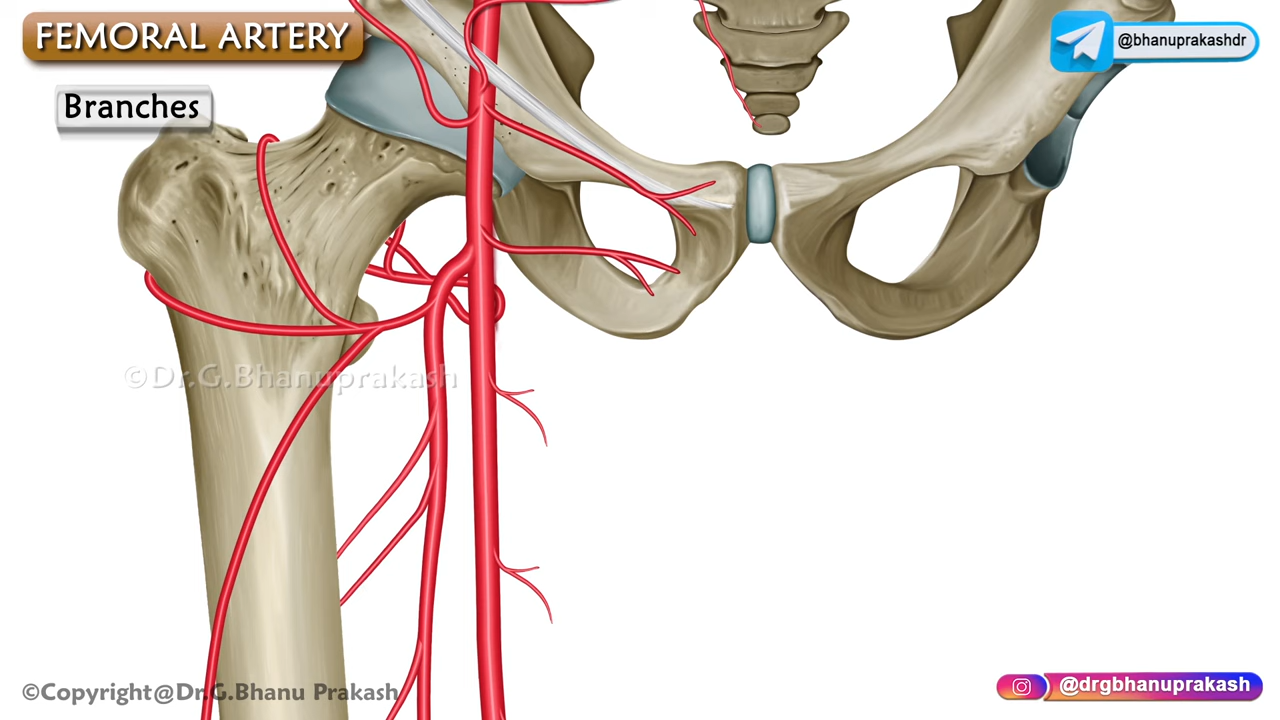 FEMORAL ARTERY
@bhanuprakashdr
Branches
©Dr.G.Bhanuprakash
©Copyright@Dr.G.Bhanu Prakash
@drgbhanuprakash